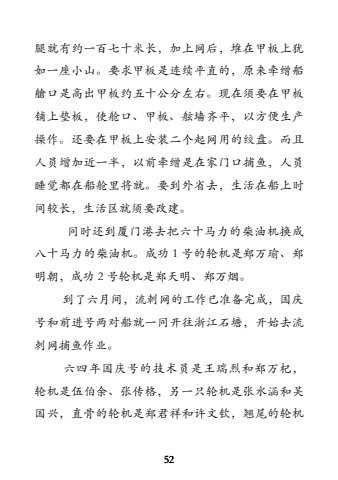 腿就有约一百七十米长，加上网后，堆在甲板上犹
如一座小山。要求甲板是连续平直的，原来牵缯船
艙口是高出甲板约五十公分左右。现在须要在甲板
铺上垫板，使舱口、甲板、舷墙齐平，以方便生产
操作。还要在甲板上安装二个起网用的绞盘。而且
人员增加近一半，以前牵缯是在家门口捕鱼，人员
睡觉都在船舱里将就。要到外省去，生活在船上时
间较长，生活区就须要改建。
同时还到厦门港去把六十马力的柴油机换成
八十马力的柴油机。成功 1 号的轮机是郑万瑜、郑
明朝，成功 2 号轮机是郑天明、郑万烟。
到了六月间，流刺网的工作已准备完成，国庆
号和前进号两对船就一同开往浙江石塘，开始去流
刺网捕鱼作业。
六四年国庆号的技术员是王瑞烈和郑万杞，
轮机是伍伯余、张传格，另一只轮机是张水涵和吴
国兴，直骨的轮机是郑君祥和许文钦，翘尾的轮机
52